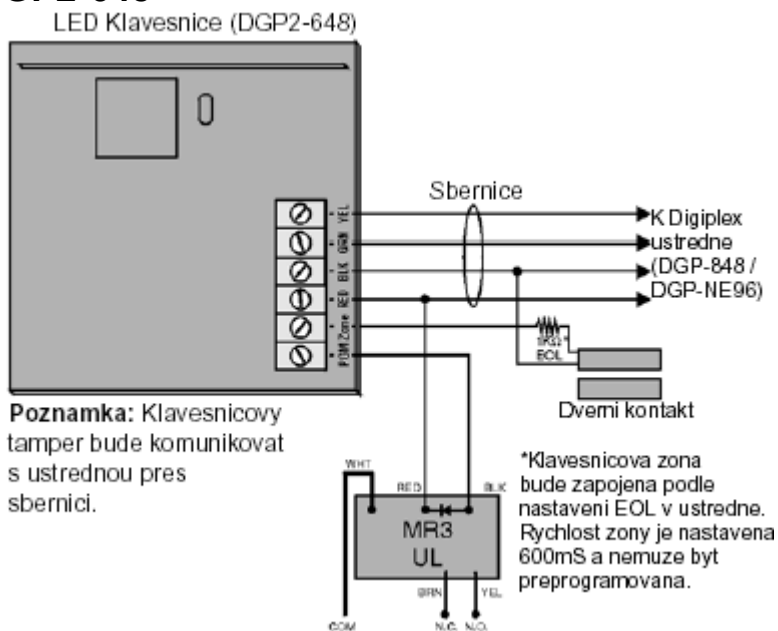 LED Klavesnice (DGP2-648)
Sbernice
YEL
GRN
BLK
RED
Zone
PGM
K Digiplex
ustredne
(DGP-848 /
DGP-NE96)
1KΩ*
EOL
Dverni kontakt
Poznamka: Klavesnicovy
tamper bude komunikovat
s ustrednou pres
sbernici.
WHT
RED
BLK
MR3
UL
BRN
YEL
COM
N.C.
N.O.
*Klavesnicova zona
bude zapojena podle
nastaveni EOL v ustredne.
Rychlost zony je nastavena
600mS a nemuze byt
preprogramovana.